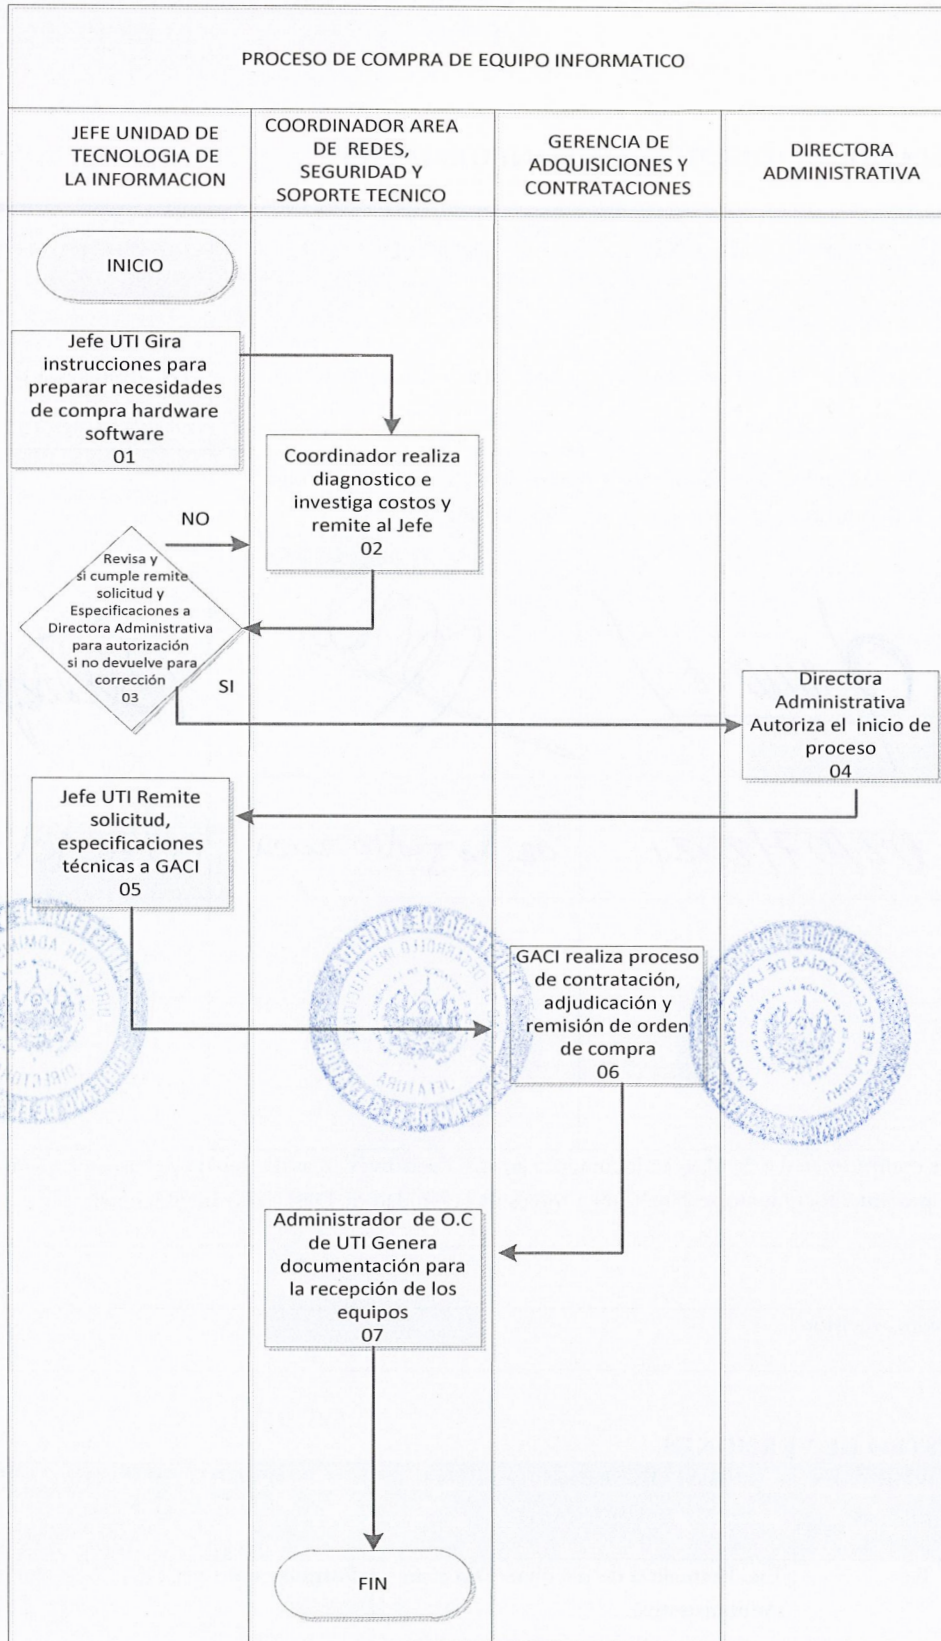 PROCESO DE COMPRA DE EQUIPO INFORMATICO
JEFE UNIDAD DE
TECNOLOGIA DE
LA INFORMACION
COORDINADOR AREA
DE REDES,
SEGURIDAD Y
SOPORTE TECNICO
GERENCIA DE
ADQUISICIONES Y
CONTRATACIONES
DIRECTORA
ADMINISTRATIVA
INICIO
Jefe UTI Gira
instrucciones para
preparar necesidades
de compra hardware
software
01
Coordinador realiza
diagnostico e
investiga costos y
remite al Jefe
02
NO
Revisa y
si cumple remite
solicitud y
Especificaciones a
Directora Administrativa
para autorización
si no devuelve para
corrección
03
SI
Directora
Administrativa
Autoriza el inicio de
proceso
04
Jefe UTI Remite
solicitud,
especificaciones
técnicas a GACI
05
GACI realiza proceso
de contratación,
adjudicación y
remisión de orden
de compra
06
Administrador de O.C
de UTI Genera
documentación para
la recepción de los
equipos
07
FIN